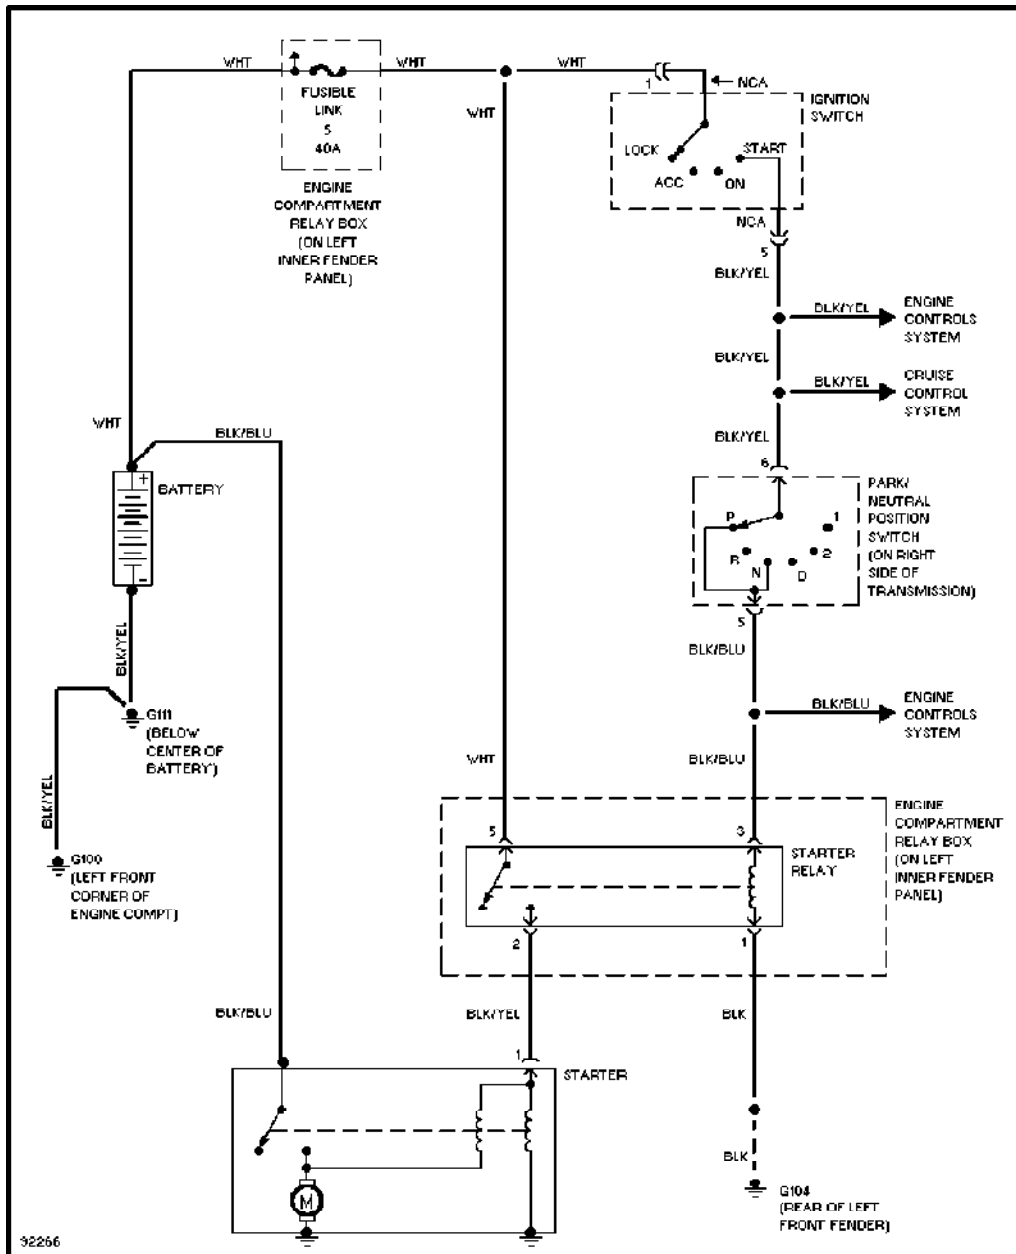 WHT
WHT
WHT
FUSIBLE
LINK
5
40A
ENGINE
COMPARTMENT
RELAY BOX
(ON LEFT
INNER FENDER
PANEL)
WHT
1
NCA
IGNITION
SWITCH
LOCK
START
ACC
ON
NCA
5
BLK/YEL
BLK/YEL
ENGINE
CONTROLS
SYSTEM
BLK/YEL
BLK/YEL
CRUISE
CONTROL
SYSTEM
BLK/YEL
WHT
BLK/BLU
+
BATTERY
-
6
PARK/
NEUTRAL
POSITION
SWITCH
(ON RIGHT
SIDE OF
TRANSMISSION)
P
1
R
2
N
D
5
BLK/BLU
BLK/YEL
G111
(BELOW
CENTER OF
BATTERY)
BLK/BLU
ENGINE
CONTROLS
SYSTEM
WHT
BLK/BLU
BLK/YEL
G100
(LEFT FRONT
CORNER OF
ENGINE COMPT)
5
3
STARTER
RELAY
ENGINE
COMPARTMENT
RELAY BOX
(ON LEFT
INNER FENDER
PANEL)
2
1
BLK/BLU
BLK/YEL
BLK
1
STARTER
M
BLK
G104
(REAR OF LEFT
FRONT FENDER)
92266